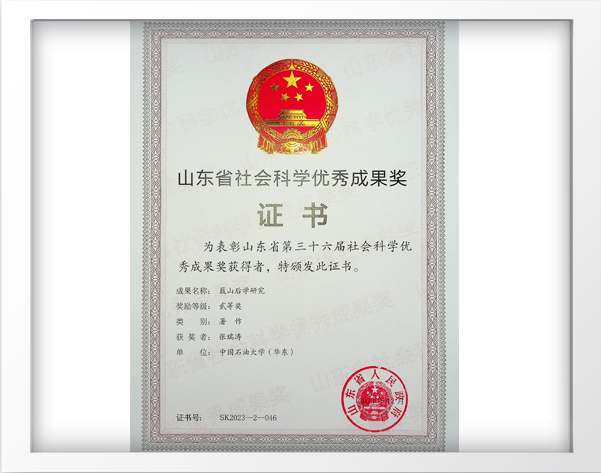 山东省社会科学优秀成果奖
证书
为表彰山东省第三十六届社会科学优
秀成果奖获得者，特颁发此证书。
成果名称：蕺山后学研究
奖励等级：贰等奖
类　　别：著　作
获 奖 者：张瑞涛
单　　位：中国石油大学（华东）
山东省人民政府
证书号：　SK2023—2—046